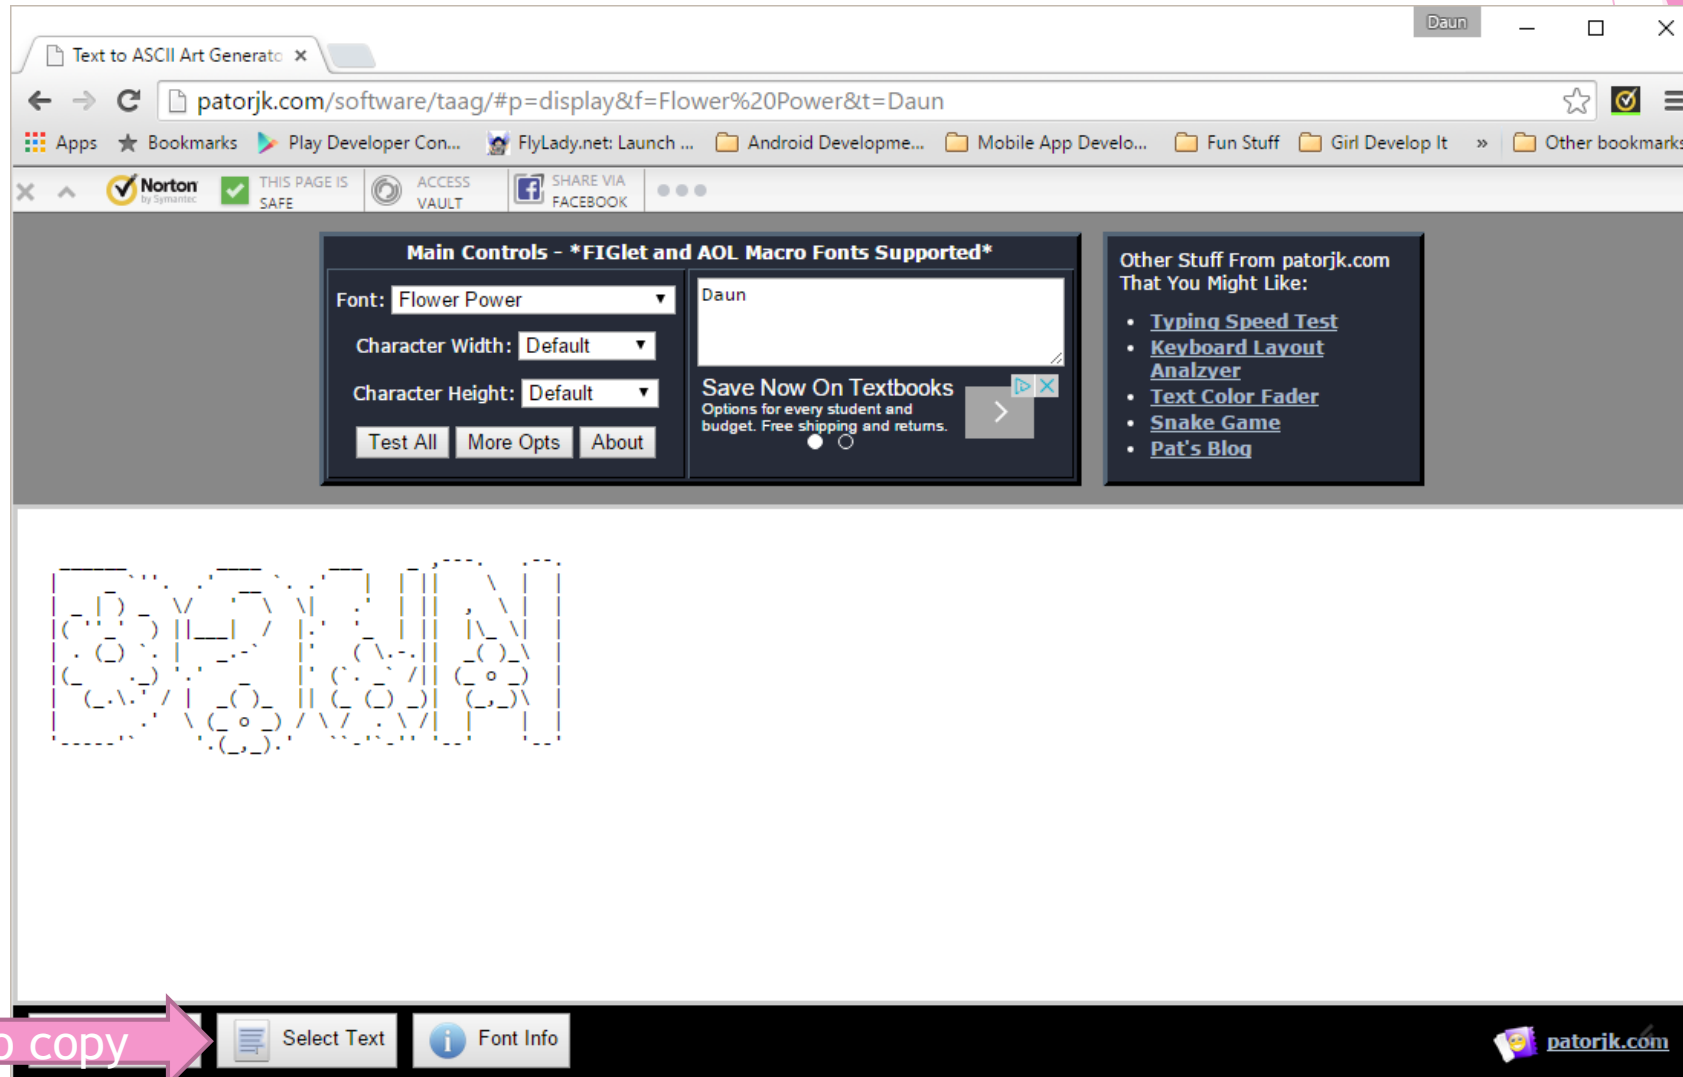 Daun
Text to ASCII Art Generato
patorjk.com/software/taag/#p=display&f=Flower%20Power&t=Daun
Apps Bookmarks Play Developer Con... FlyLady.net: Launch ... Android Developme... Mobile App Develo... Fun Stuff Girl Develop It » Other bookmarks
Norton by Symantec THIS PAGE IS SAFE ACCESS VAULT SHARE VIA FACEBOOK
Main Controls - *FIGlet and AOL Macro Fonts Supported*
Font: Flower Power
Character Width: Default
Character Height: Default
Test All More Opts About
Daun
Save Now On Textbooks
Options for every student and
budget. Free shipping and returns.
Other Stuff From patorjk.com
That You Might Like:
• Typing Speed Test
• Keyboard Layout
Analzyer
• Text Color Fader
• Snake Game
• Pat's Blog
copy
Select Text
Font Info
patorjk.com